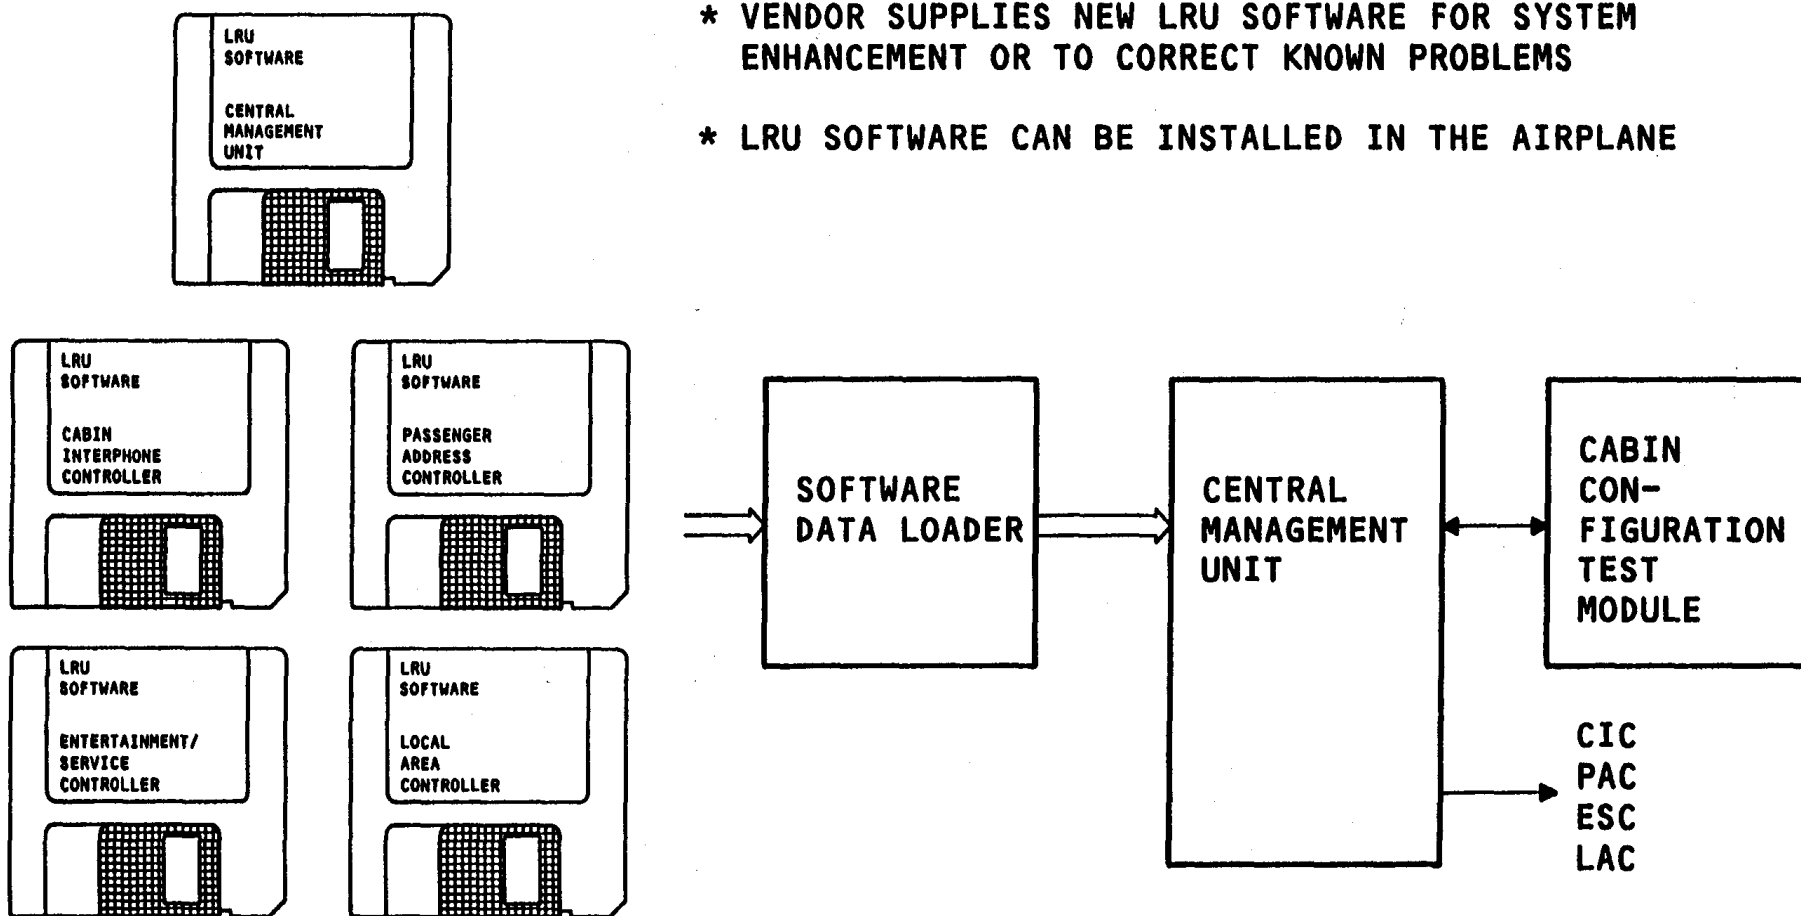 * VENDOR SUPPLIES NEW LRU SOFTWARE FOR SYSTEM
ENHANCEMENT OR TO CORRECT KNOWN PROBLEMS
* LRU SOFTWARE CAN BE INSTALLED IN THE AIRPLANE
LRU
SOFTWARE
CENTRAL
MANAGEMENT
UNIT
LRU
SOFTWARE
CABIN
INTERPHONE
CONTROLLER
LRU
SOFTWARE
PASSENGER
ADDRESS
CONTROLLER
LRU
SOFTWARE
ENTERTAINMENT/
SERVICE
CONTROLLER
LRU
SOFTWARE
LOCAL
AREA
CONTROLLER
SOFTWARE
DATA LOADER
CENTRAL
MANAGEMENT
UNIT
CABIN
CON-
FIGURATION
TEST
MODULE
CIC
PAC
ESC
LAC